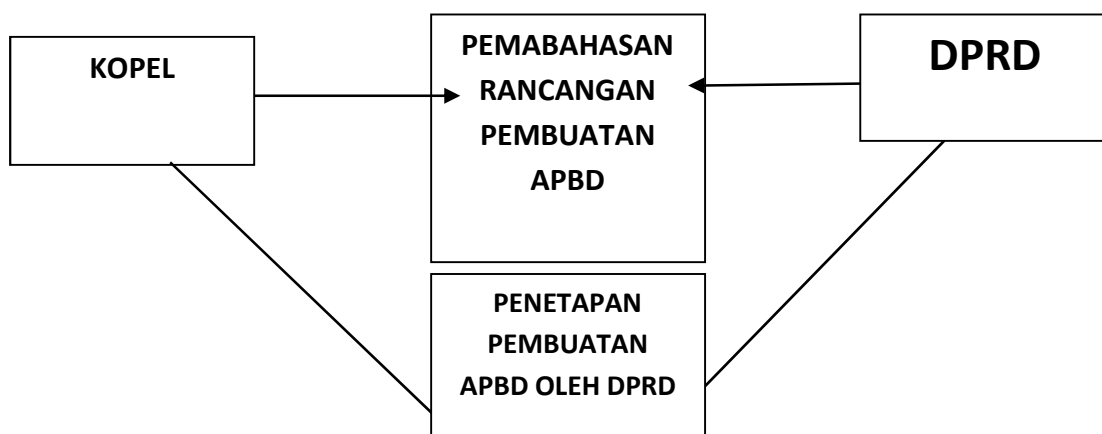 KOPEL
PEMABAHASAN
RANCANGAN
PEMBUATAN
APBD
DPRD
PENETAPAN
PEMBUATAN
APBD OLEH DPRD